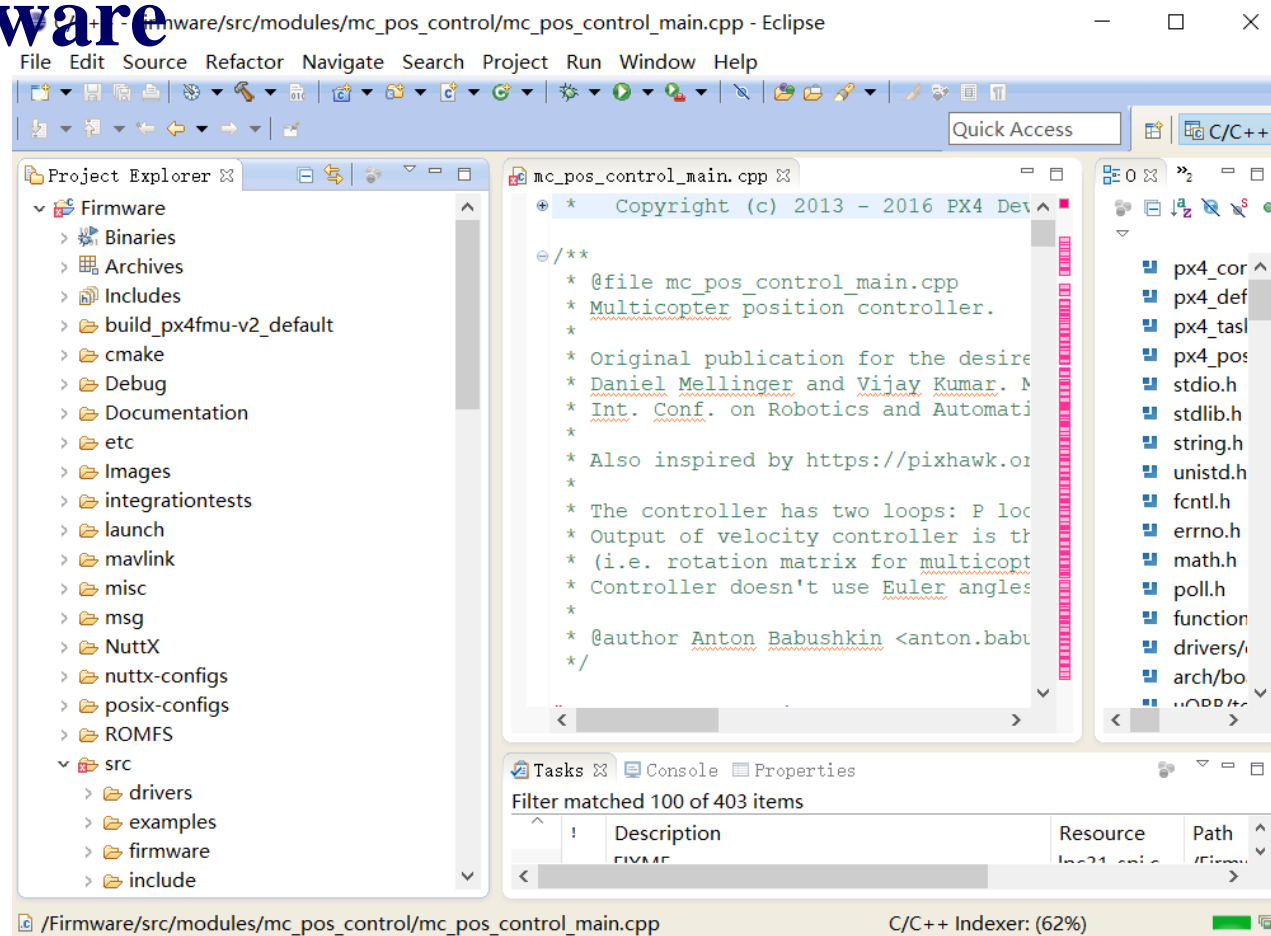 ware
Firmware/src/modules/mc_pos_control/mc_pos_control_main.cpp - Eclipse
File Edit Source Refactor Navigate Search Project Run Window Help
Quick Access
C/C++
Project Explorer
Firmware
Binaries
Archives
Includes
build_px4fmu-v2_default
cmake
Debug
Documentation
etc
Images
integrationtests
launch
mavlink
misc
msg
NuttX
nuttx-configs
posix-configs
ROMFS
src
drivers
examples
firmware
include
mc_pos_control_main.cpp
* Copyright (c) 2013 - 2016 PX4 Dev
/**
* @file mc_pos_control_main.cpp
* Multicopter position controller.
*
* Original publication for the desire
* Daniel Mellinger and Vijay Kumar. M
* Int. Conf. on Robotics and Automati
*
* Also inspired by https://pixhawk.or
*
* The controller has two loops: P loo
* Output of velocity controller is th
* (i.e. rotation matrix for multicopt
* Controller doesn't use Euler angles
*
* @author Anton Babushkin <anton.babu
*/
O
2
px4_cor
px4_def
px4_tasl
px4_pos
stdio.h
stdlib.h
string.h
unistd.h
fcntl.h
errno.h
math.h
poll.h
function
drivers/
arch/bo
Tasks Console Properties
Filter matched 100 of 403 items
! Description Resource Path
FIXME
/Firmware/src/modules/mc_pos_control/mc_pos_control_main.cpp
C/C++ Indexer: (62%)